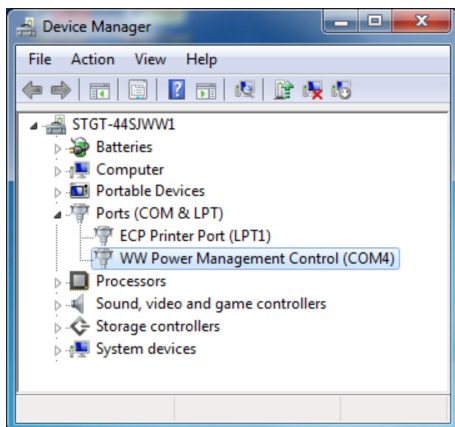 Device Manager
File Action View Help
STGT-44SJWW1
Batteries
Computer
Portable Devices
Ports (COM & LPT)
ECP Printer Port (LPT1)
WW Power Management Control (COM4)
Processors
Sound, video and game controllers
Storage controllers
System devices